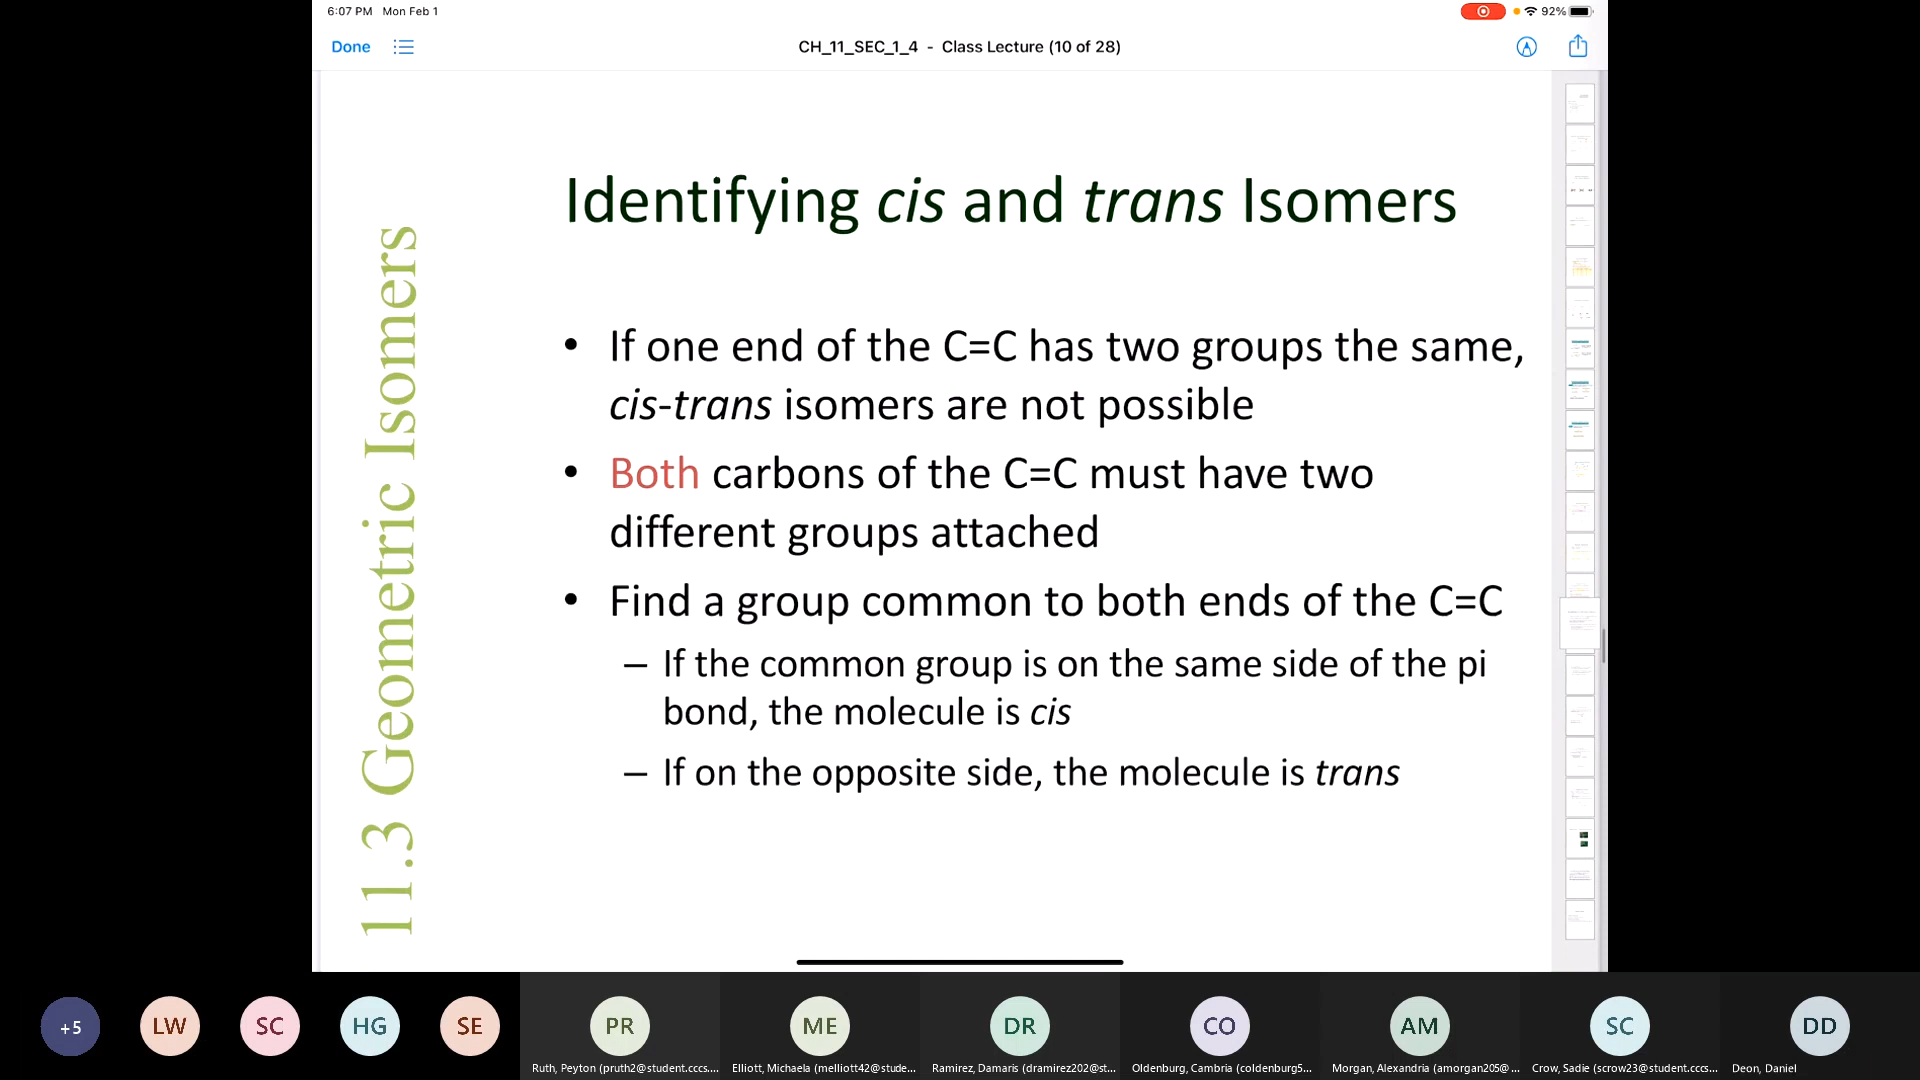 6:07 PM Mon Feb 1
92%
Done
CH_11_SEC_1_4 - Class Lecture (10 of 28)
11.3 Geometric Isomers
Identifying cis and trans Isomers
• If one end of the C=C has two groups the same,
cis-trans isomers are not possible
• Both carbons of the C=C must have two
different groups attached
• Find a group common to both ends of the C=C
– If the common group is on the same side of the pi
bond, the molecule is cis
– If on the opposite side, the molecule is trans
+5
LW
SC
HG
SE
PR
ME
DR
CO
AM
SC
DD
Ruth, Peyton (pruth2@student.cccs....
Elliott, Michaela (melliott42@stude...
Ramirez, Damaris (dramirez202@st...
Oldenburg, Cambria (coldenburg5...
Morgan, Alexandria (amorgan205@...
Crow, Sadie (scrow23@student.cccs...
Deon, Daniel